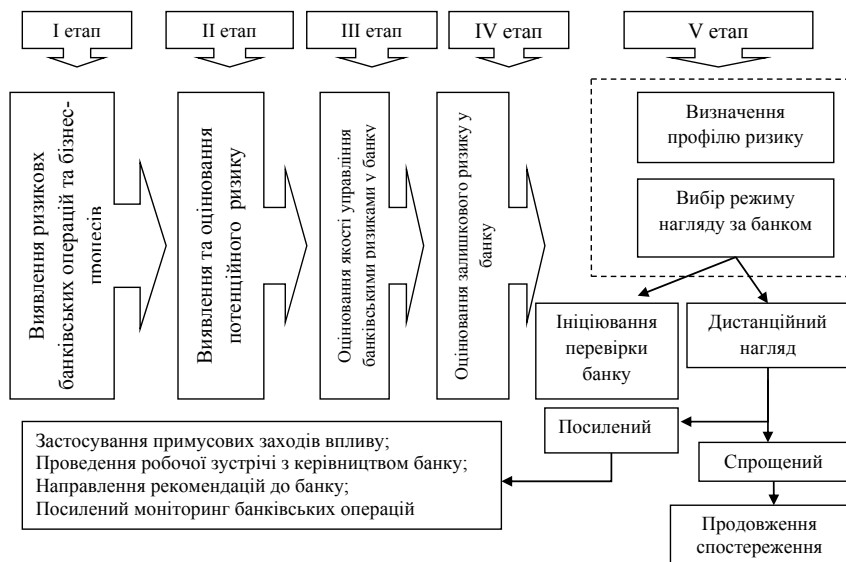 І етап
ІІ етап
ІІІ етап
IV етап
V етап
Виявлення ризиковх
банківських операцій та бізнес-
процесів
Виявлення та оцінювання
потенційного ризику
Оцінювання якості управління
банківськими ризиками у банку
Оцінювання залишкового ризику у
банку
Визначення
профілю ризику
Вибір режиму
нагляду за банком
Ініціювання
перевірки
банку
Дистанційний
нагляд
Посилений
Спрощений
Продовження
спостереження
Застосування примусових заходів впливу;
Проведення робочої зустрічі з керівництвом банку;
Направлення рекомендацій до банку;
Посилений моніторинг банківських операцій